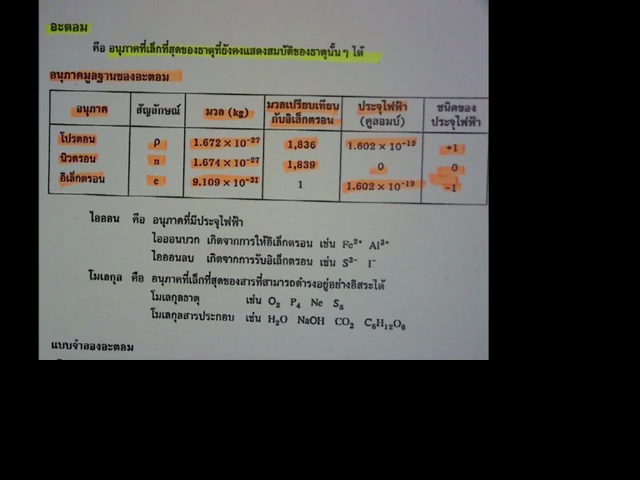 อะตอม
คือ อนุภาคที่เล็กที่สุดของธาตุที่ยังคงแสดงสมบัติของธาตุนั้น ๆ ได้
อนุภาคมูลฐานของอะตอม
อนุภาค สัญลักษณ์ มวล (kg) มวลเปรียบเทียบกับอิเล็กตรอน ประจุไฟฟ้า (คูลอมบ์) ชนิดของประจุไฟฟ้า
โปรตอน p 1.672 × 10⁻²⁷ 1,836 1.602 × 10⁻¹⁹ +1
นิวตรอน n 1.674 × 10⁻²⁷ 1,839 0 0
อิเล็กตรอน e 9.109 × 10⁻³¹ 1 1.602 × 10⁻¹⁹ −1
ไอออน คือ อนุภาคที่มีประจุไฟฟ้า
ไอออนบวก เกิดจากการให้อิเล็กตรอน เช่น Fe²⁺ Al³⁺
ไอออนลบ เกิดจากการรับอิเล็กตรอน เช่น S²⁻ I⁻
โมเลกุล คือ อนุภาคที่เล็กที่สุดของสารที่สามารถดำรงอยู่อย่างอิสระได้
โมเลกุลธาตุ เช่น O₂ P₄ Ne S₈
โมเลกุลสารประกอบ เช่น H₂O NaOH CO₂ C₆H₁₂O₆
แบบจำลองอะตอม